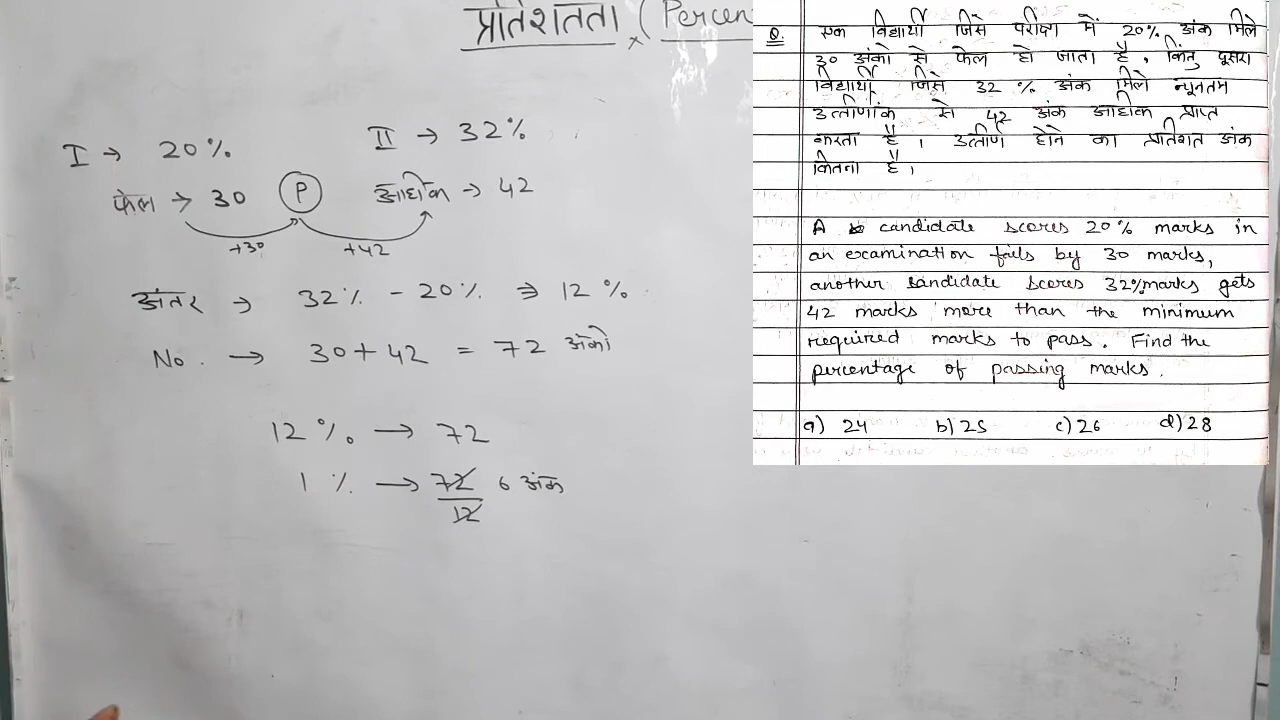 प्रतिशतता (Percen
I → 20%
II → 32%
फेल → 30
P
अधिक → 42
+30
+42
अंतर → 32% - 20% ⇒ 12%
No. → 30 + 42 = 72 अंको
12% → 72
1% → 72/12 6 अंक
Q. एक विद्यार्थी जिसे परीक्षा में 20% अंक मिले
30 अंको से फेल हो जाता है, किंतु दूसरा
विद्यार्थी जिसे 32% अंक मिले न्यूनतम
उत्तीर्णांक से 42 अंक अधिक प्राप्त
करता है। उत्तीर्ण होने का प्रतिशत अंक
कितना है।
A candidate scores 20% marks in
an examination fails by 30 marks,
another candidate scores 32% marks gets
42 marks more than the minimum
required marks to pass. Find the
percentage of passing marks.
a) 24 b) 25 c) 26 d) 28